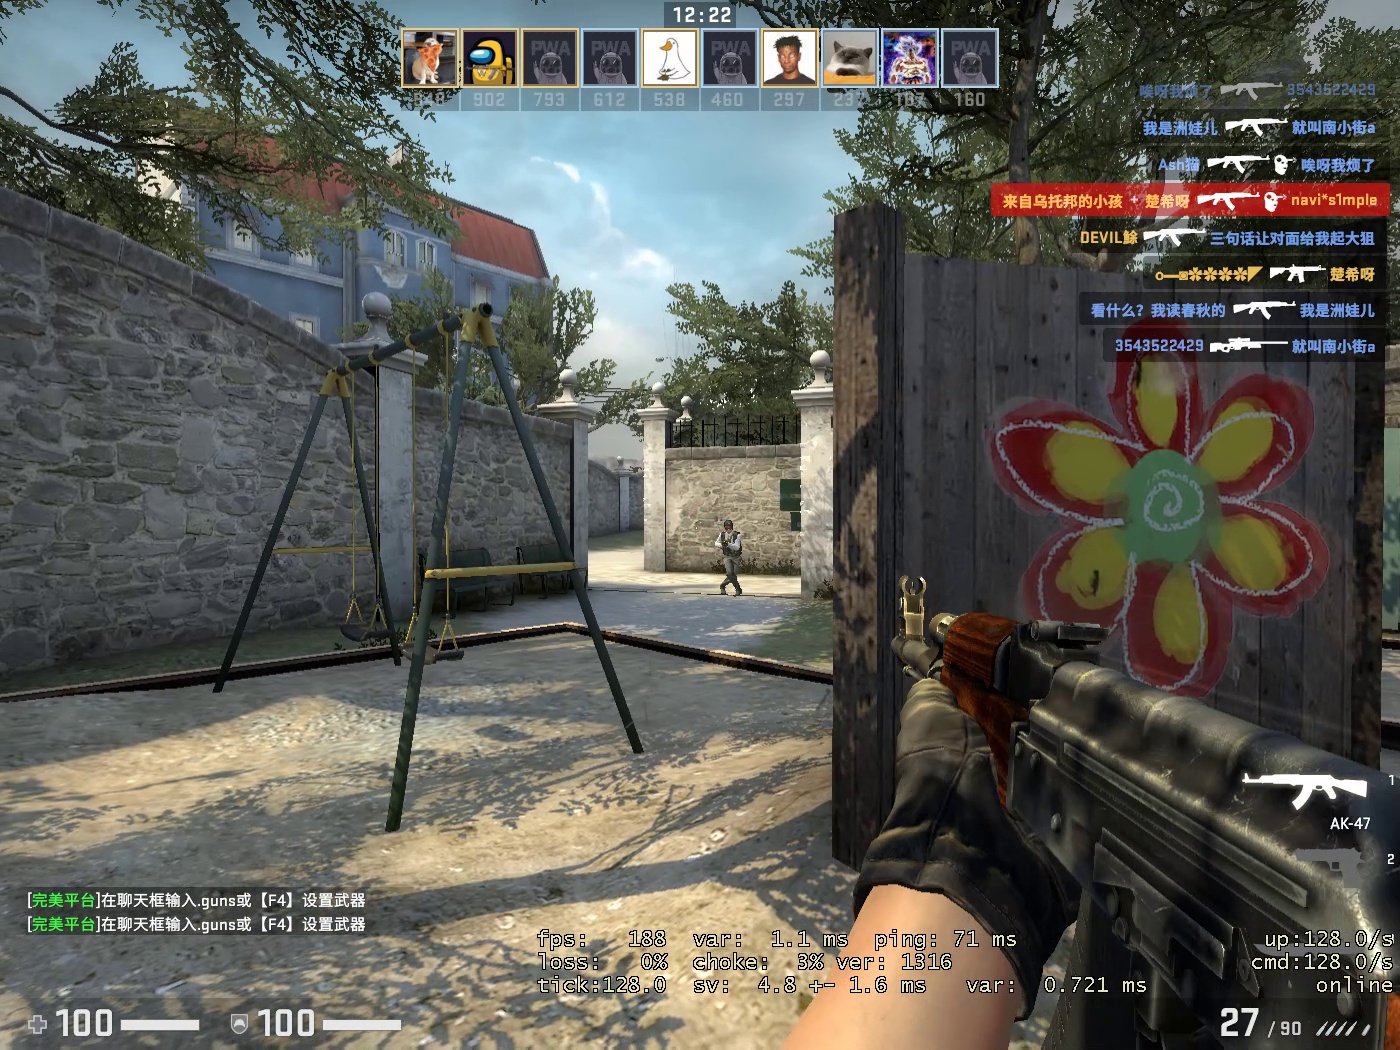 12:22
PWA PWA PWA PWA
902 793 612 538 460 297 160
3543522429
我是洲娃儿 就叫南小街a
Ash猫 唉呀我烦了
来自乌托邦的小孩 + 楚希呀 navi*s1mple
DEVIL餘 三句话让对面给我起大狙
楚希呀
看什么？我读春秋的 我是洲娃儿
3543522429 就叫南小街a
1
AK-47
2
[完美平台]在聊天框输入.guns或【F4】设置武器
[完美平台]在聊天框输入.guns或【F4】设置武器
fps: 188 var: 1.1 ms ping: 71 ms up:128.0/s
loss: 0% choke: 3% ver: 1316 cmd:128.0/s
tick:128.0 sv: 4.8 +- 1.6 ms var: 0.721 ms online
100 100 27 / 90